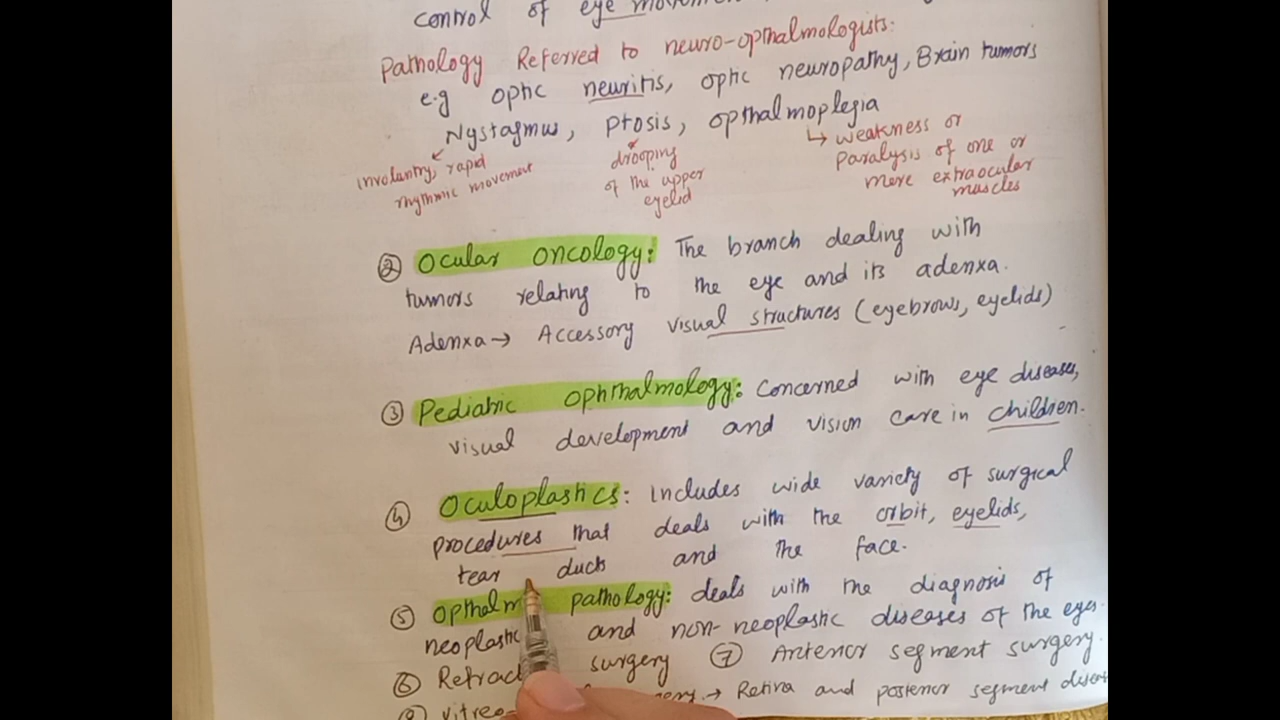 control of eye
Pathology Referred to neuro-opthalmologists.
e.g optic neuritis, optic neuropathy, Brain tumors
Nystagmus, Ptosis, opthalmoplegia
involantry, rapid rhythmic movement
drooping of the upper eyelid
↳ weakness or paralysis of one or more extraocular muscles
② Ocular oncology: The branch dealing with
tumors relating to the eye and its adenxa.
Adenxa → Accessory visual structures (eyebrows, eyelids)
③ Pediatric ophthalmology: Concerned with eye diseases,
visual development and vision care in children.
④ Oculoplastics: includes wide variety of surgical
procedures that deals with the orbit, eyelids,
tear ducts and the face.
⑤ pathology: deals with the diagnosis of
neoplastic and non-neoplastic diseases of the eyes.
⑥ surgery ⑦ Anterior segment surgery.
→ Retina and posterior segment